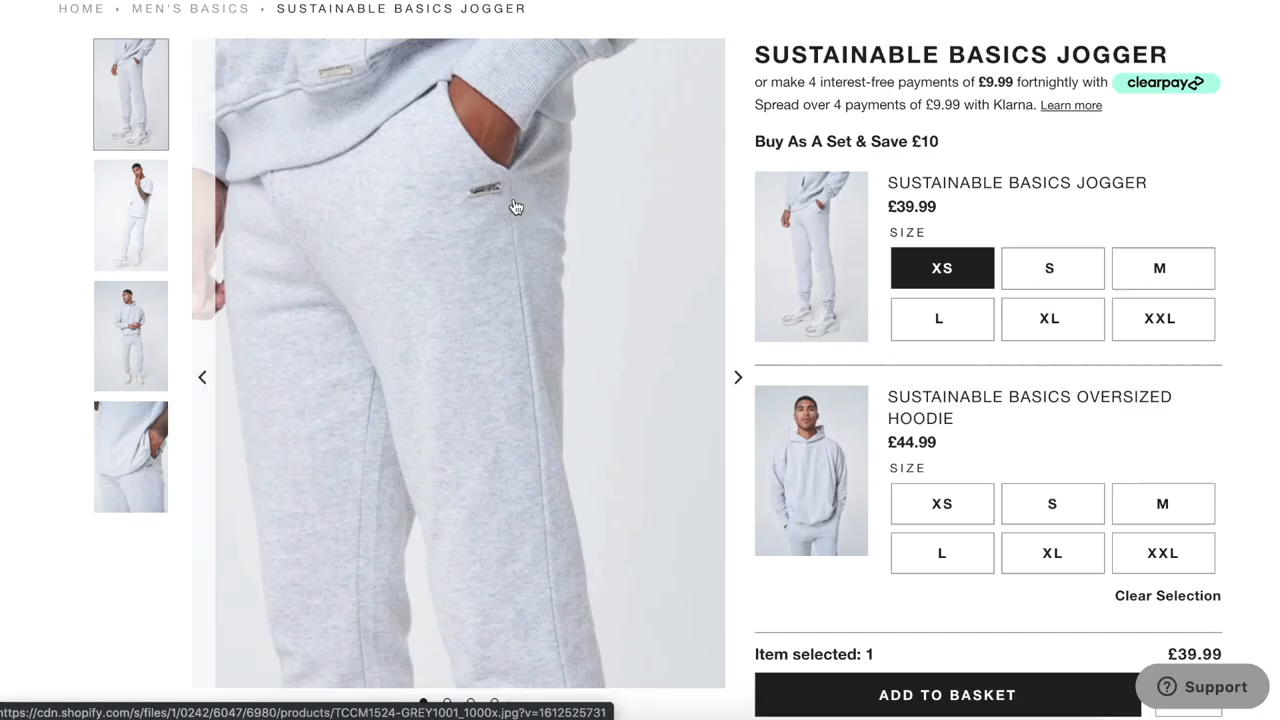 HOME › MEN'S BASICS › SUSTAINABLE BASICS JOGGER
SUSTAINABLE BASICS JOGGER
or make 4 interest-free payments of £9.99 fortnightly with clearpay
Spread over 4 payments of £9.99 with Klarna. Learn more
Buy As A Set & Save £10
SUSTAINABLE BASICS JOGGER
£39.99
SIZE
XS S M
L XL XXL
SUSTAINABLE BASICS OVERSIZED
HOODIE
£44.99
SIZE
XS S M
L XL XXL
Clear Selection
Item selected: 1 £39.99
ADD TO BASKET
Support
https://cdn.shopify.com/s/files/1/0242/6047/6980/products/TCCM1524-GREY1001_1000x.jpg?v=1612525731